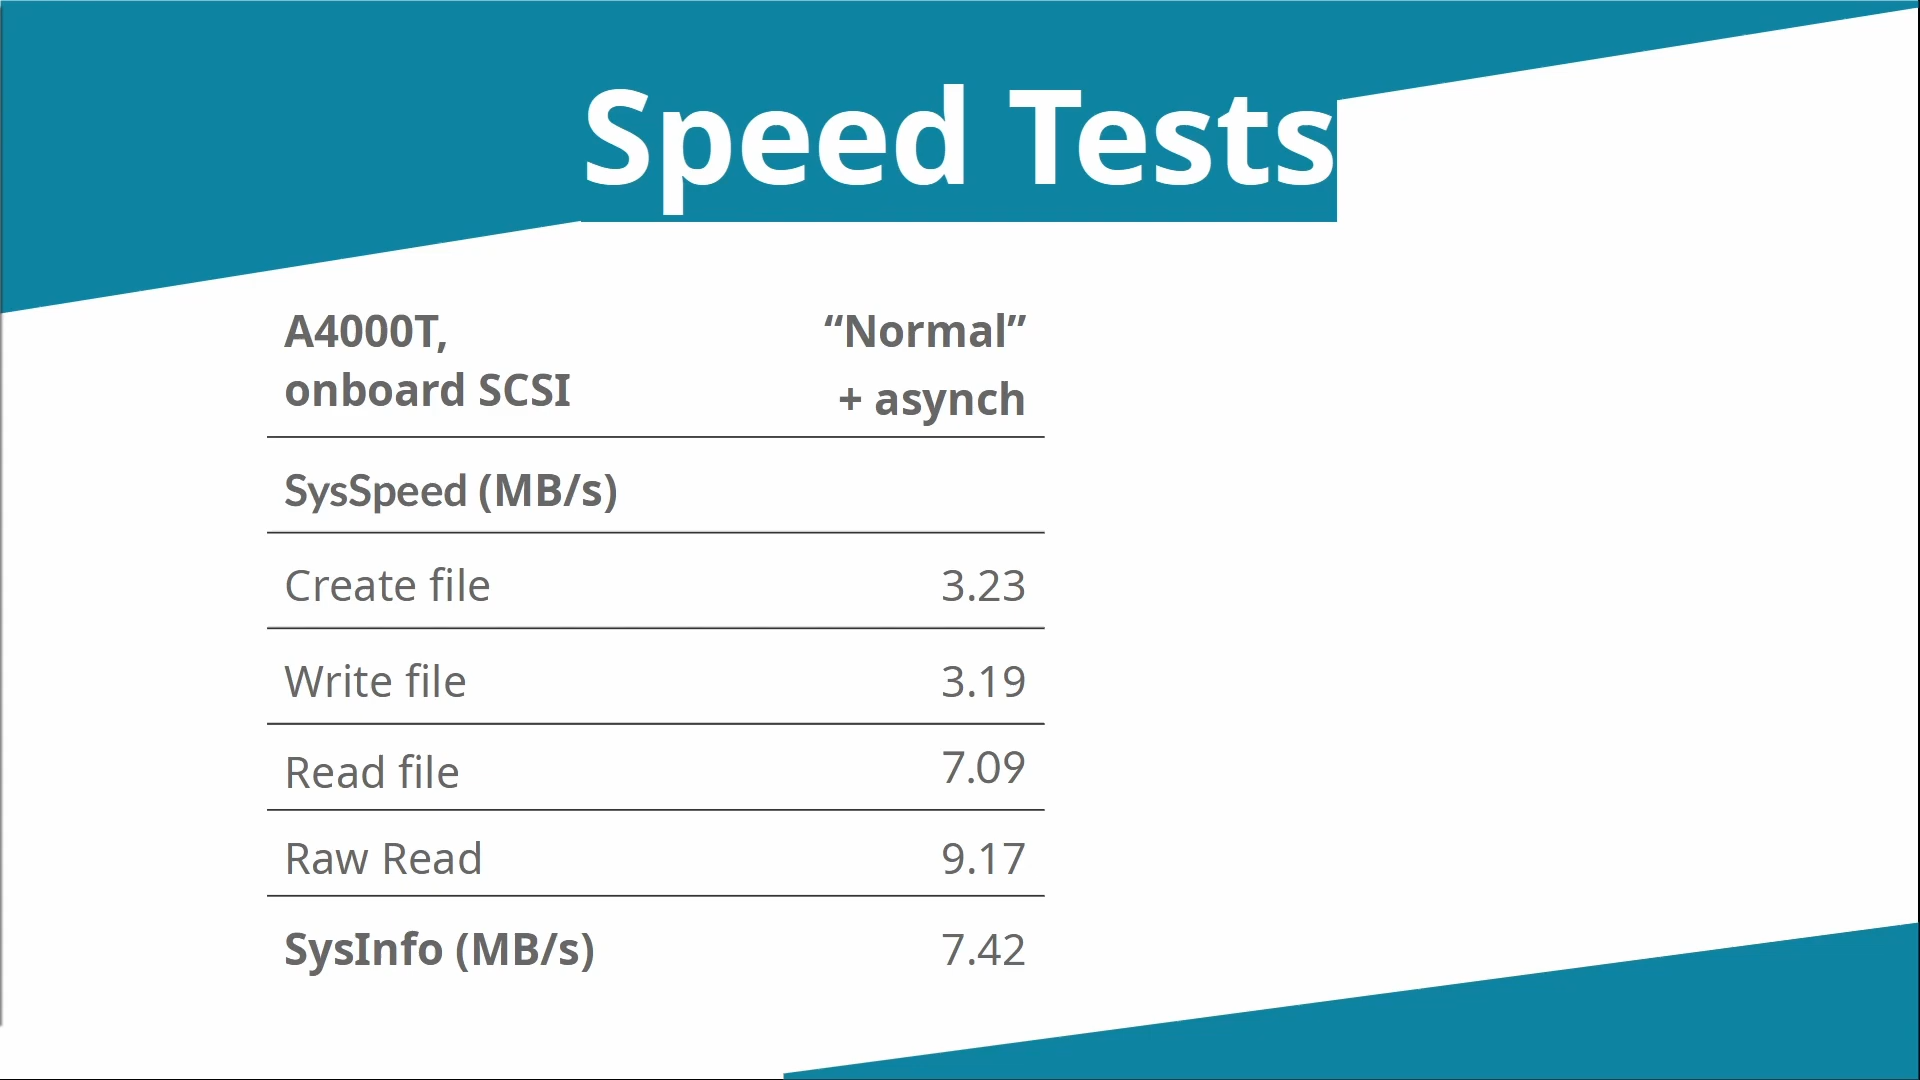 Speed Tests
A4000T, “Normal”
onboard SCSI + asynch
SysSpeed (MB/s)
Create file 3.23
Write file 3.19
Read file 7.09
Raw Read 9.17
SysInfo (MB/s) 7.42